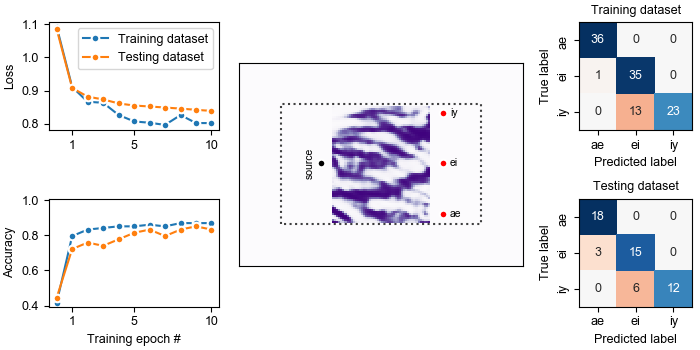 Loss
1.1
1.0
0.9
0.8
Training dataset
Testing dataset
1
5
10
Accuracy
1.0
0.8
0.6
0.4
1
5
10
Training epoch #
source
iy
ei
ae
Training dataset
True label
ae
36
0
0
ei
1
35
0
iy
0
13
23
ae
ei
iy
Predicted label
Testing dataset
True label
ae
18
0
0
ei
3
15
0
iy
0
6
12
ae
ei
iy
Predicted label